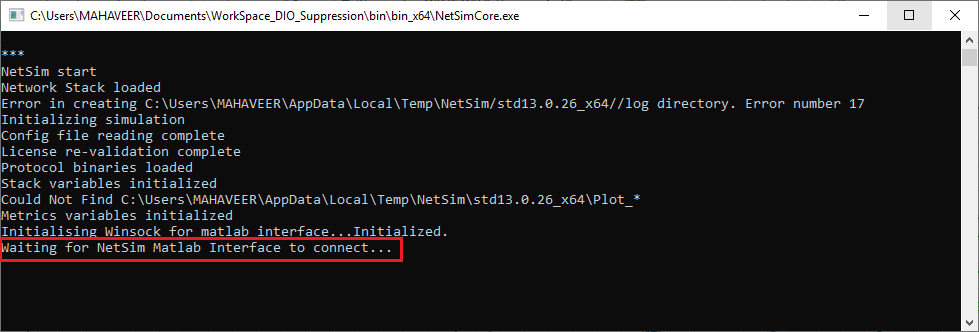 C:\Users\MAHAVEER\Documents\WorkSpace_DIO_Suppression\bin\bin_x64\NetSimCore.exe
***
NetSim start
Network Stack loaded
Error in creating C:\Users\MAHAVEER\AppData\Local\Temp\NetSim/std13.0.26_x64//log directory. Error number 17
Initializing simulation
Config file reading complete
License re-validation complete
Protocol binaries loaded
Stack variables initialized
Could Not Find C:\Users\MAHAVEER\AppData\Local\Temp\NetSim\std13.0.26_x64\Plot_*
Metrics variables initialized
Initialising Winsock for matlab interface...Initialized.
Waiting for NetSim Matlab Interface to connect...